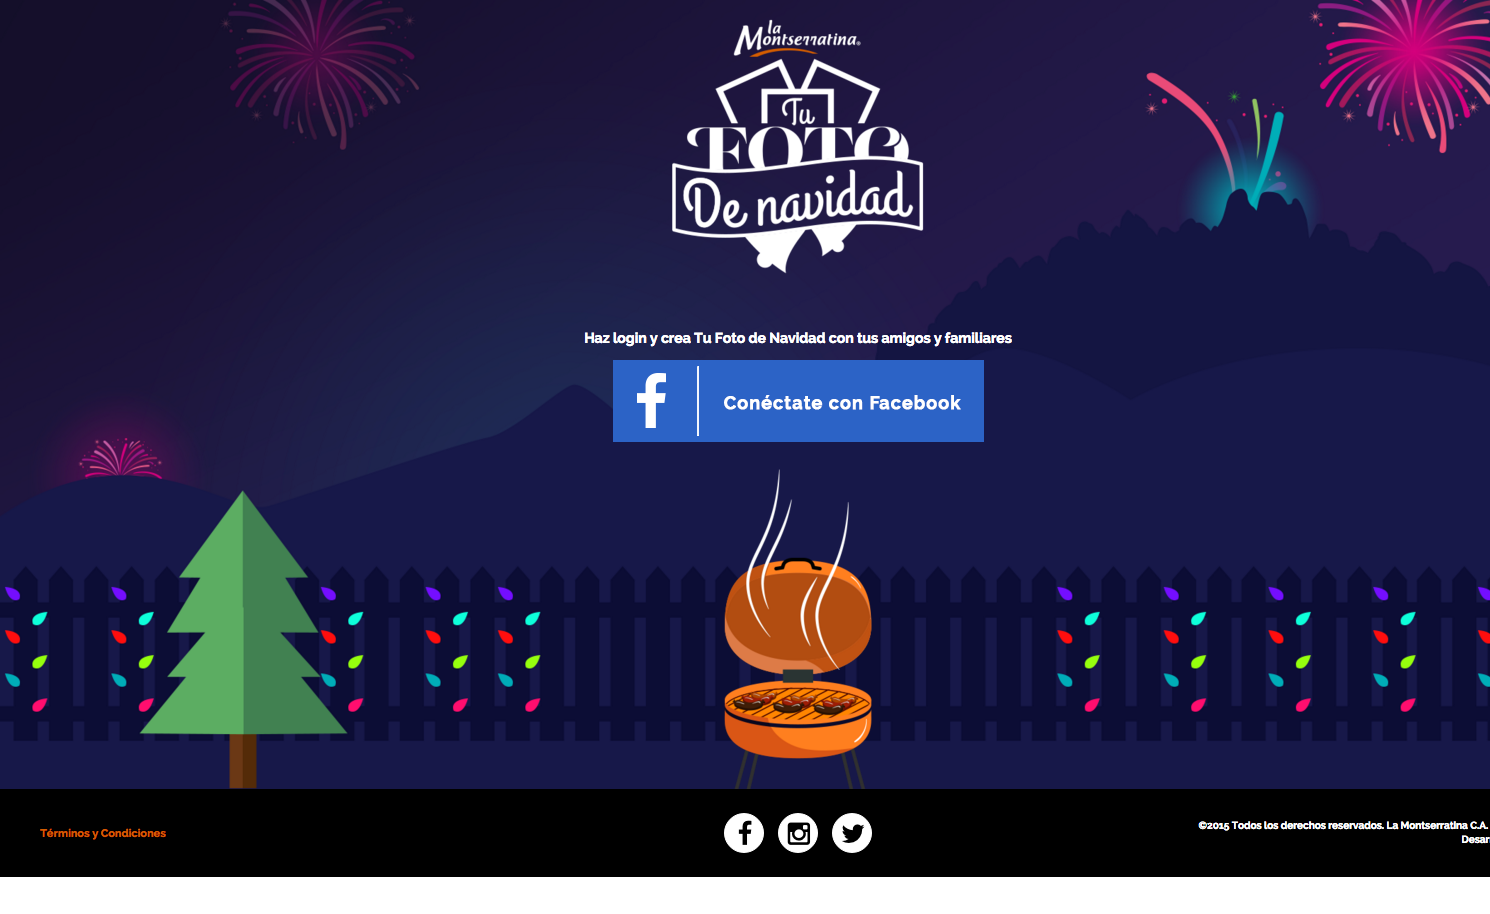 la
Montserratina®
Tu
FOTO
De navidad
Haz login y crea Tu Foto de Navidad con tus amigos y familiares
Conéctate con Facebook
Términos y Condiciones
©2015 Todos los derechos reservados. La Montserratina C.A.
Desar